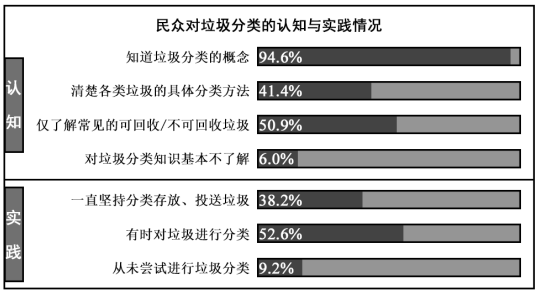 民众对垃圾分类的认知与实践情况
认知
知道垃圾分类的概念 94.6%
清楚各类垃圾的具体分类方法 41.4%
仅了解常见的可回收/不可回收垃圾 50.9%
对垃圾分类知识基本不了解 6.0%
实践
一直坚持分类存放、投送垃圾 38.2%
有时对垃圾进行分类 52.6%
从未尝试进行垃圾分类 9.2%